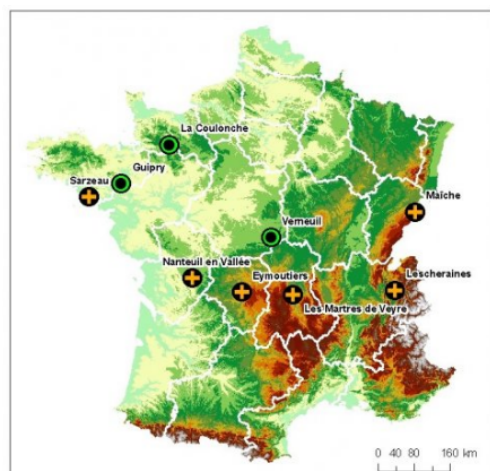 La Coulonche
Guipry
Sarzeau
Maîche
Verneuil
Nanteuil en Vallée
Eymoutiers
Lescheraines
Les Martres de Veyre
0 40 80 160 km